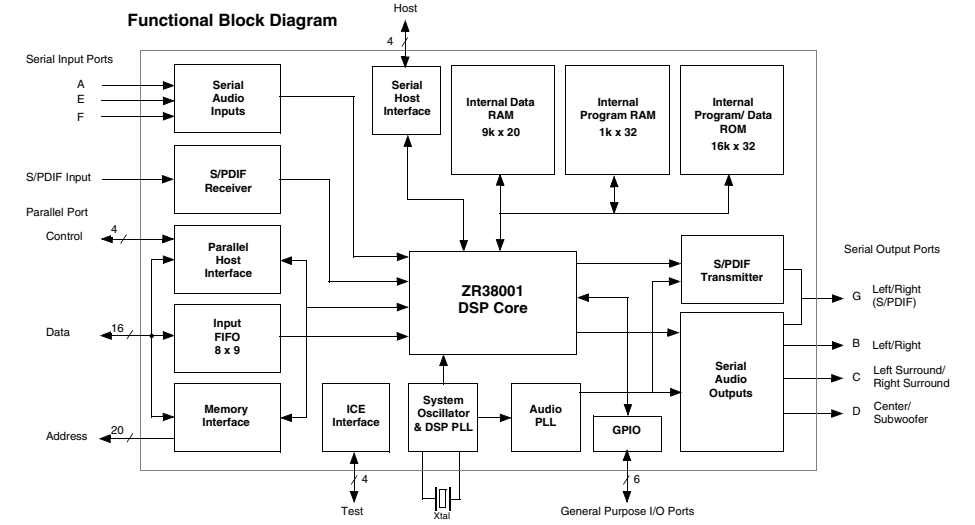 Functional Block Diagram
Host
4
Serial Input Ports
A
E
F
Serial
Audio
Inputs
Serial
Host
Interface
Internal Data
RAM
9k x 20
Internal
Program RAM
1k x 32
Internal
Program/ Data
ROM
16k x 32
S/PDIF Input
S/PDIF
Receiver
Parallel Port
Control
4
Parallel
Host
Interface
ZR38001
DSP Core
S/PDIF
Transmitter
Serial Output Ports
G
Left/Right
(S/PDIF)
Data
16
Input
FIFO
8 x 9
Serial
Audio
Outputs
B
Left/Right
C
Left Surround/
Right Surround
D
Center/
Subwoofer
Address
20
Memory
Interface
ICE
Interface
System
Oscillator
& DSP PLL
Audio
PLL
GPIO
4
Test
Xtal
6
General Purpose I/O Ports